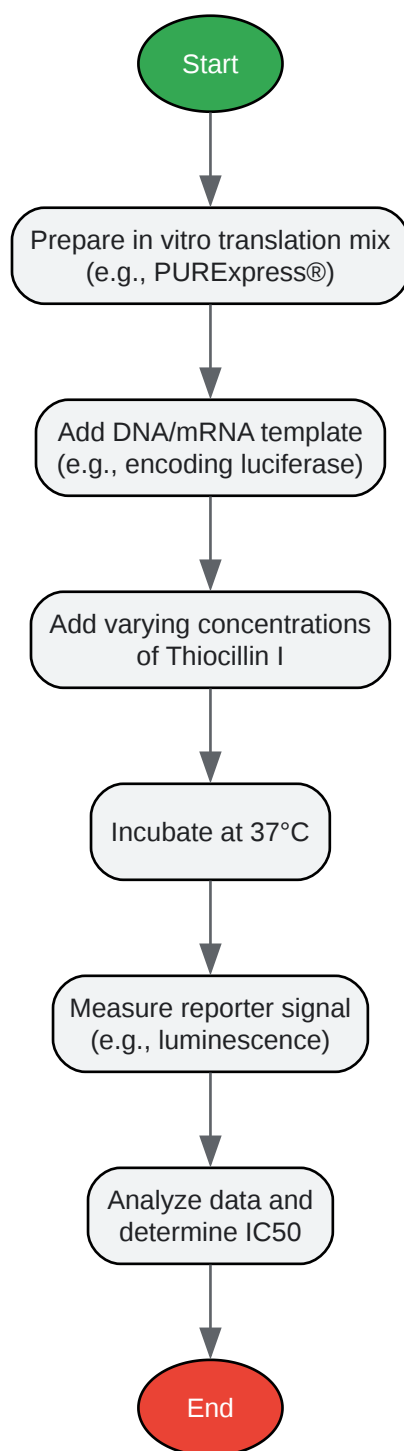 Start
Prepare in vitro translation mix
(e.g., PURExpress®)
Add DNA/mRNA template
(e.g., encoding luciferase)
Add varying concentrations
of Thiocillin I
Incubate at 37°C
Measure reporter signal
(e.g., luminescence)
Analyze data and
determine IC50
End